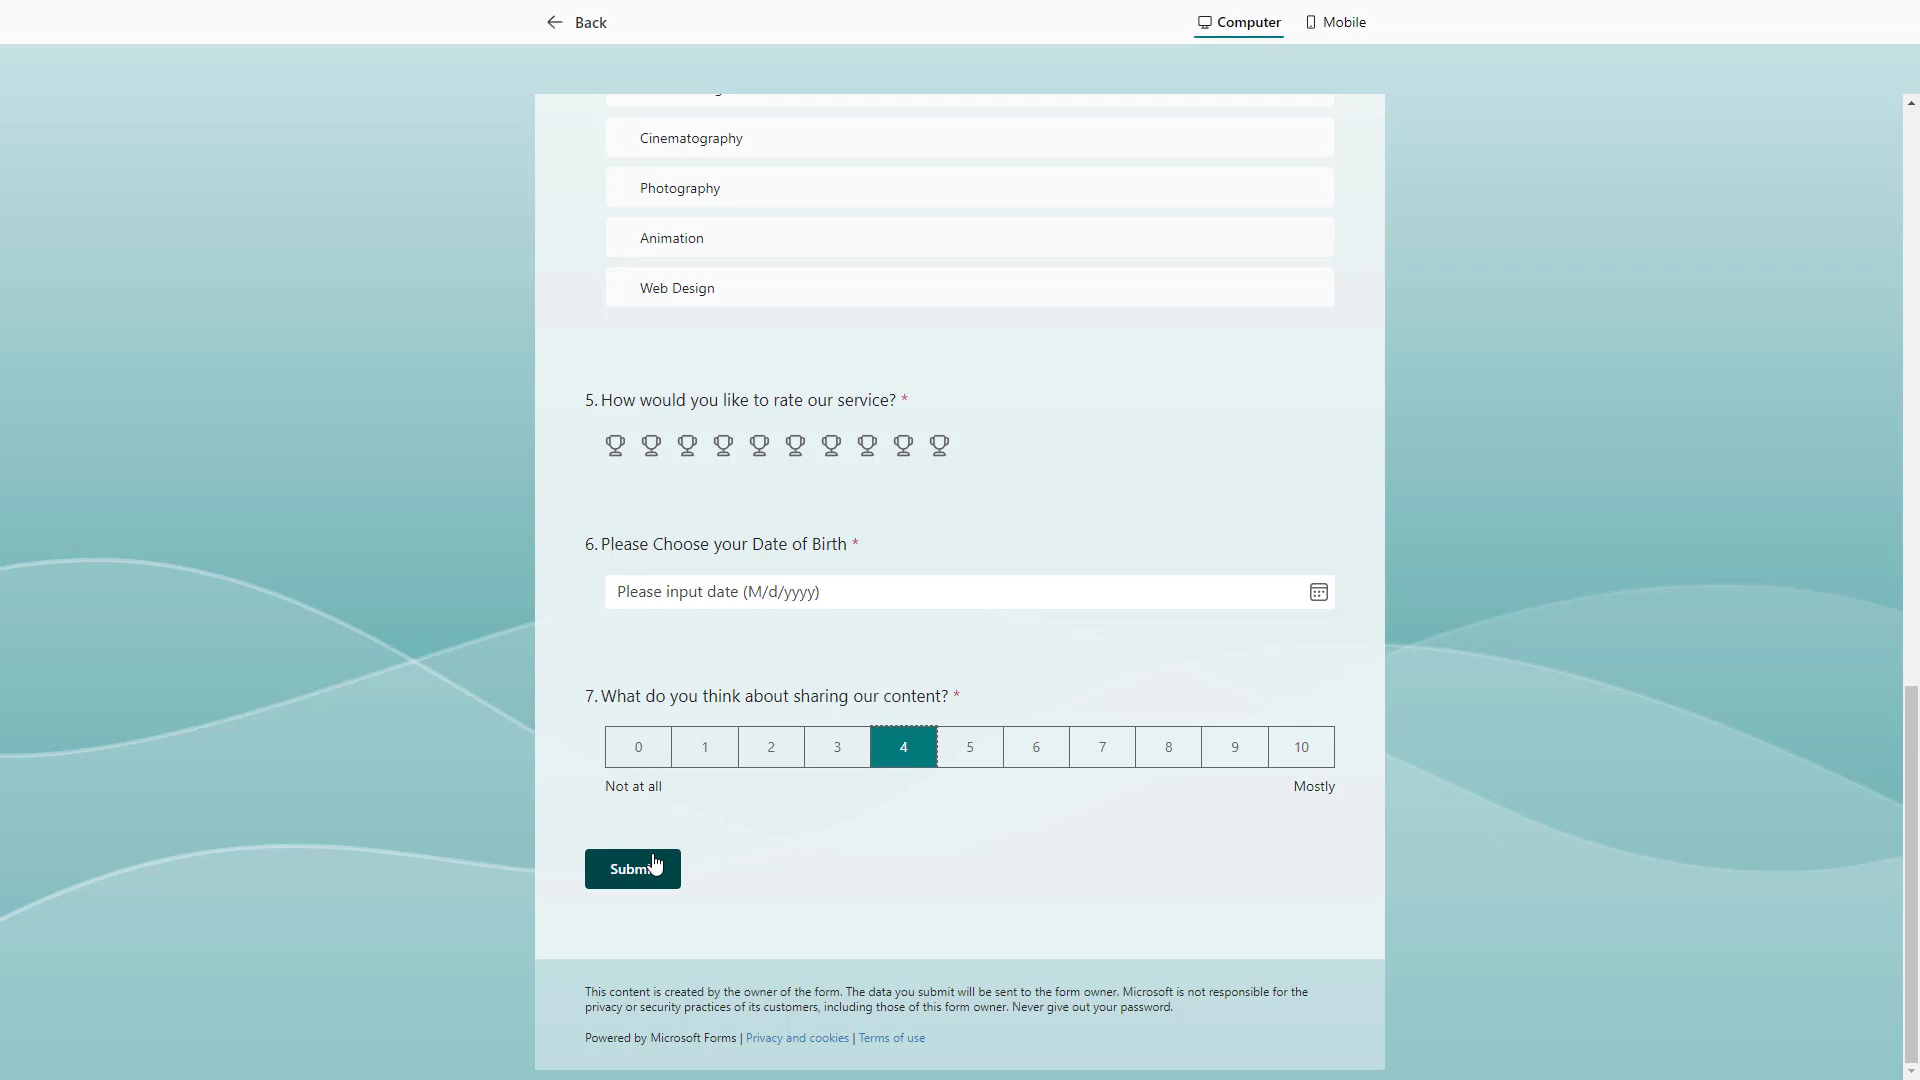 Back
Computer
Mobile
Cinematography
Photography
Animation
Web Design
5. How would you like to rate our service? *
6. Please Choose your Date of Birth *
Please input date (M/d/yyyy)
7. What do you think about sharing our content? *
0 1 2 3 4 5 6 7 8 9 10
Not at all
Mostly
This content is created by the owner of the form. The data you submit will be sent to the form owner. Microsoft is not responsible for the
privacy or security practices of its customers, including those of this form owner. Never give out your password.
Powered by Microsoft Forms | Privacy and cookies | Terms of use